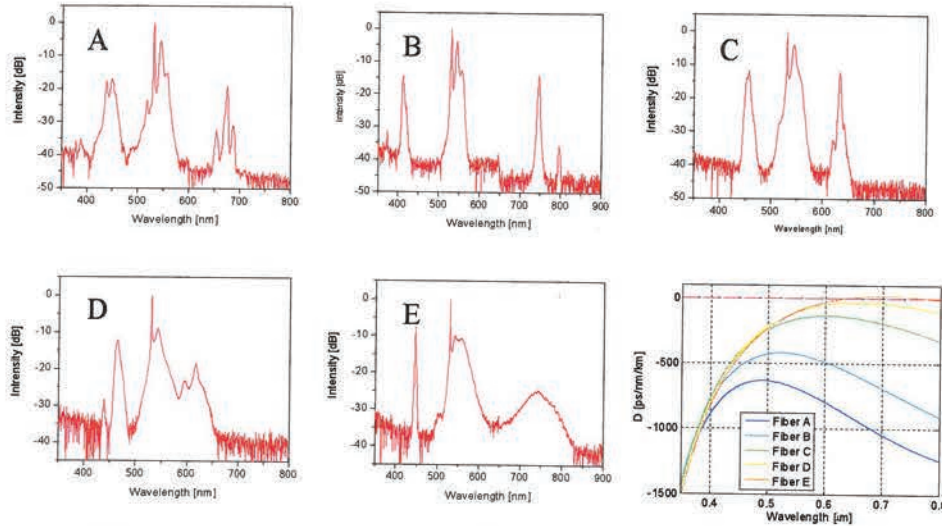 A
Intensity [dB]
0
-10
-20
-30
-40
-50
400 500 600 700 800
Wavelength [nm]
B
Intensity [dB]
0
-10
-20
-30
-40
-50
400 500 600 700 800 900
Wavelength [nm]
C
Intensity [dB]
0
-10
-20
-30
-40
-50
400 500 600 700 800
Wavelength [nm]
D
Intrensity [dB]
0
-10
-20
-30
-40
400 500 600 700 800
Wavelength [nm]
E
Intensity [dB]
0
-10
-20
-30
-40
400 500 600 700 800 900
Wavelength [nm]
D [ps/nm/km]
0
-500
-1000
-1500
Fiber A
Fiber B
Fiber C
Fiber D
Fiber E
0.4 0.5 0.6 0.7 0.8
Wavelength [µm]